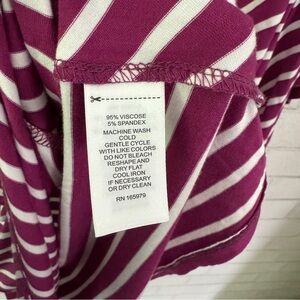 95% VISCOSE
5% SPANDEX
MACHINE WASH
COLD
GENTLE CYCLE
WITH LIKE COLORS
DO NOT BLEACH
RESHAPE AND
DRY FLAT
COOL IRON
IF NECESSARY
OR DRY CLEAN
RN 165979